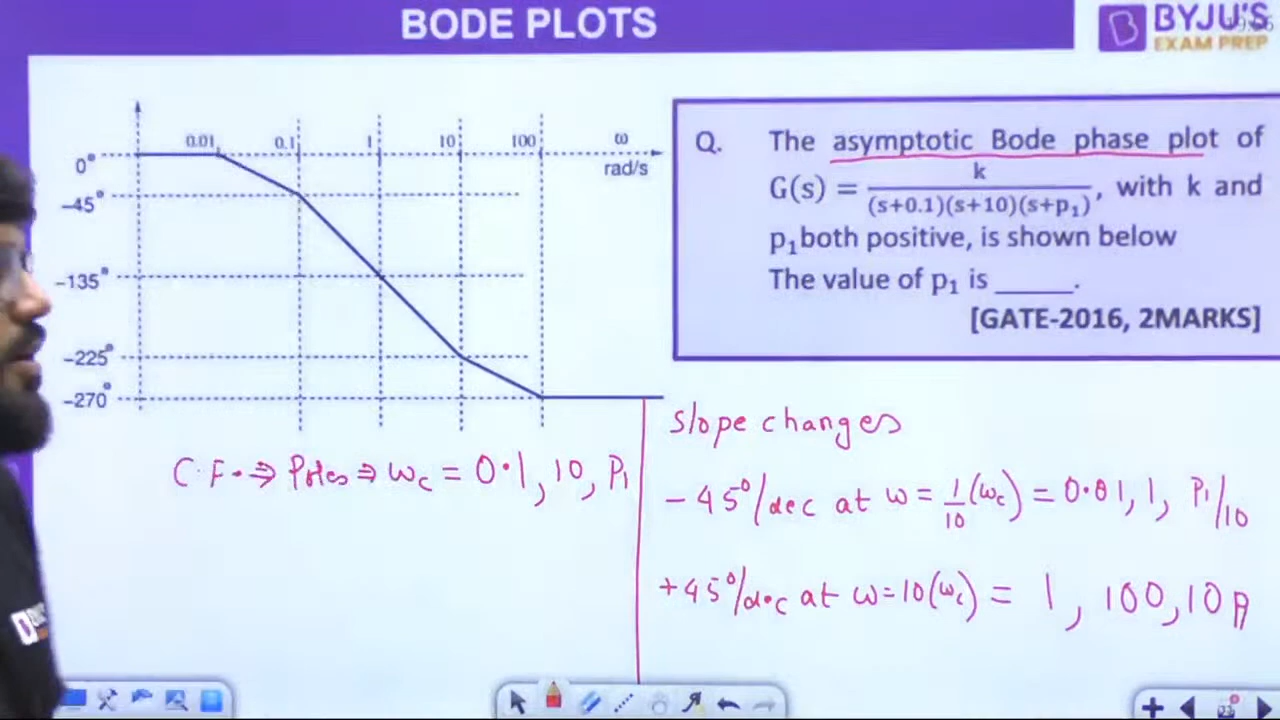 BODE PLOTS
BYJU'S
EXAM PREP
0.01 0.1 1 10 100 ω
rad/s
0°
-45°
-135°
-225°
-270°
Q. The asymptotic Bode phase plot of
G(s) = k/((s+0.1)(s+10)(s+p₁)), with k and
p₁both positive, is shown below
The value of p₁ is _____.
[GATE-2016, 2MARKS]
C.F. ⇒ Poles ⇒ ωc = 0.1, 10, P1
slope changes
-45°/dec at ω = 1/10 (ωc) = 0.01, 1, P1/10
+45°/dec at ω = 10(ωc) = 1, 100, 10P1
23